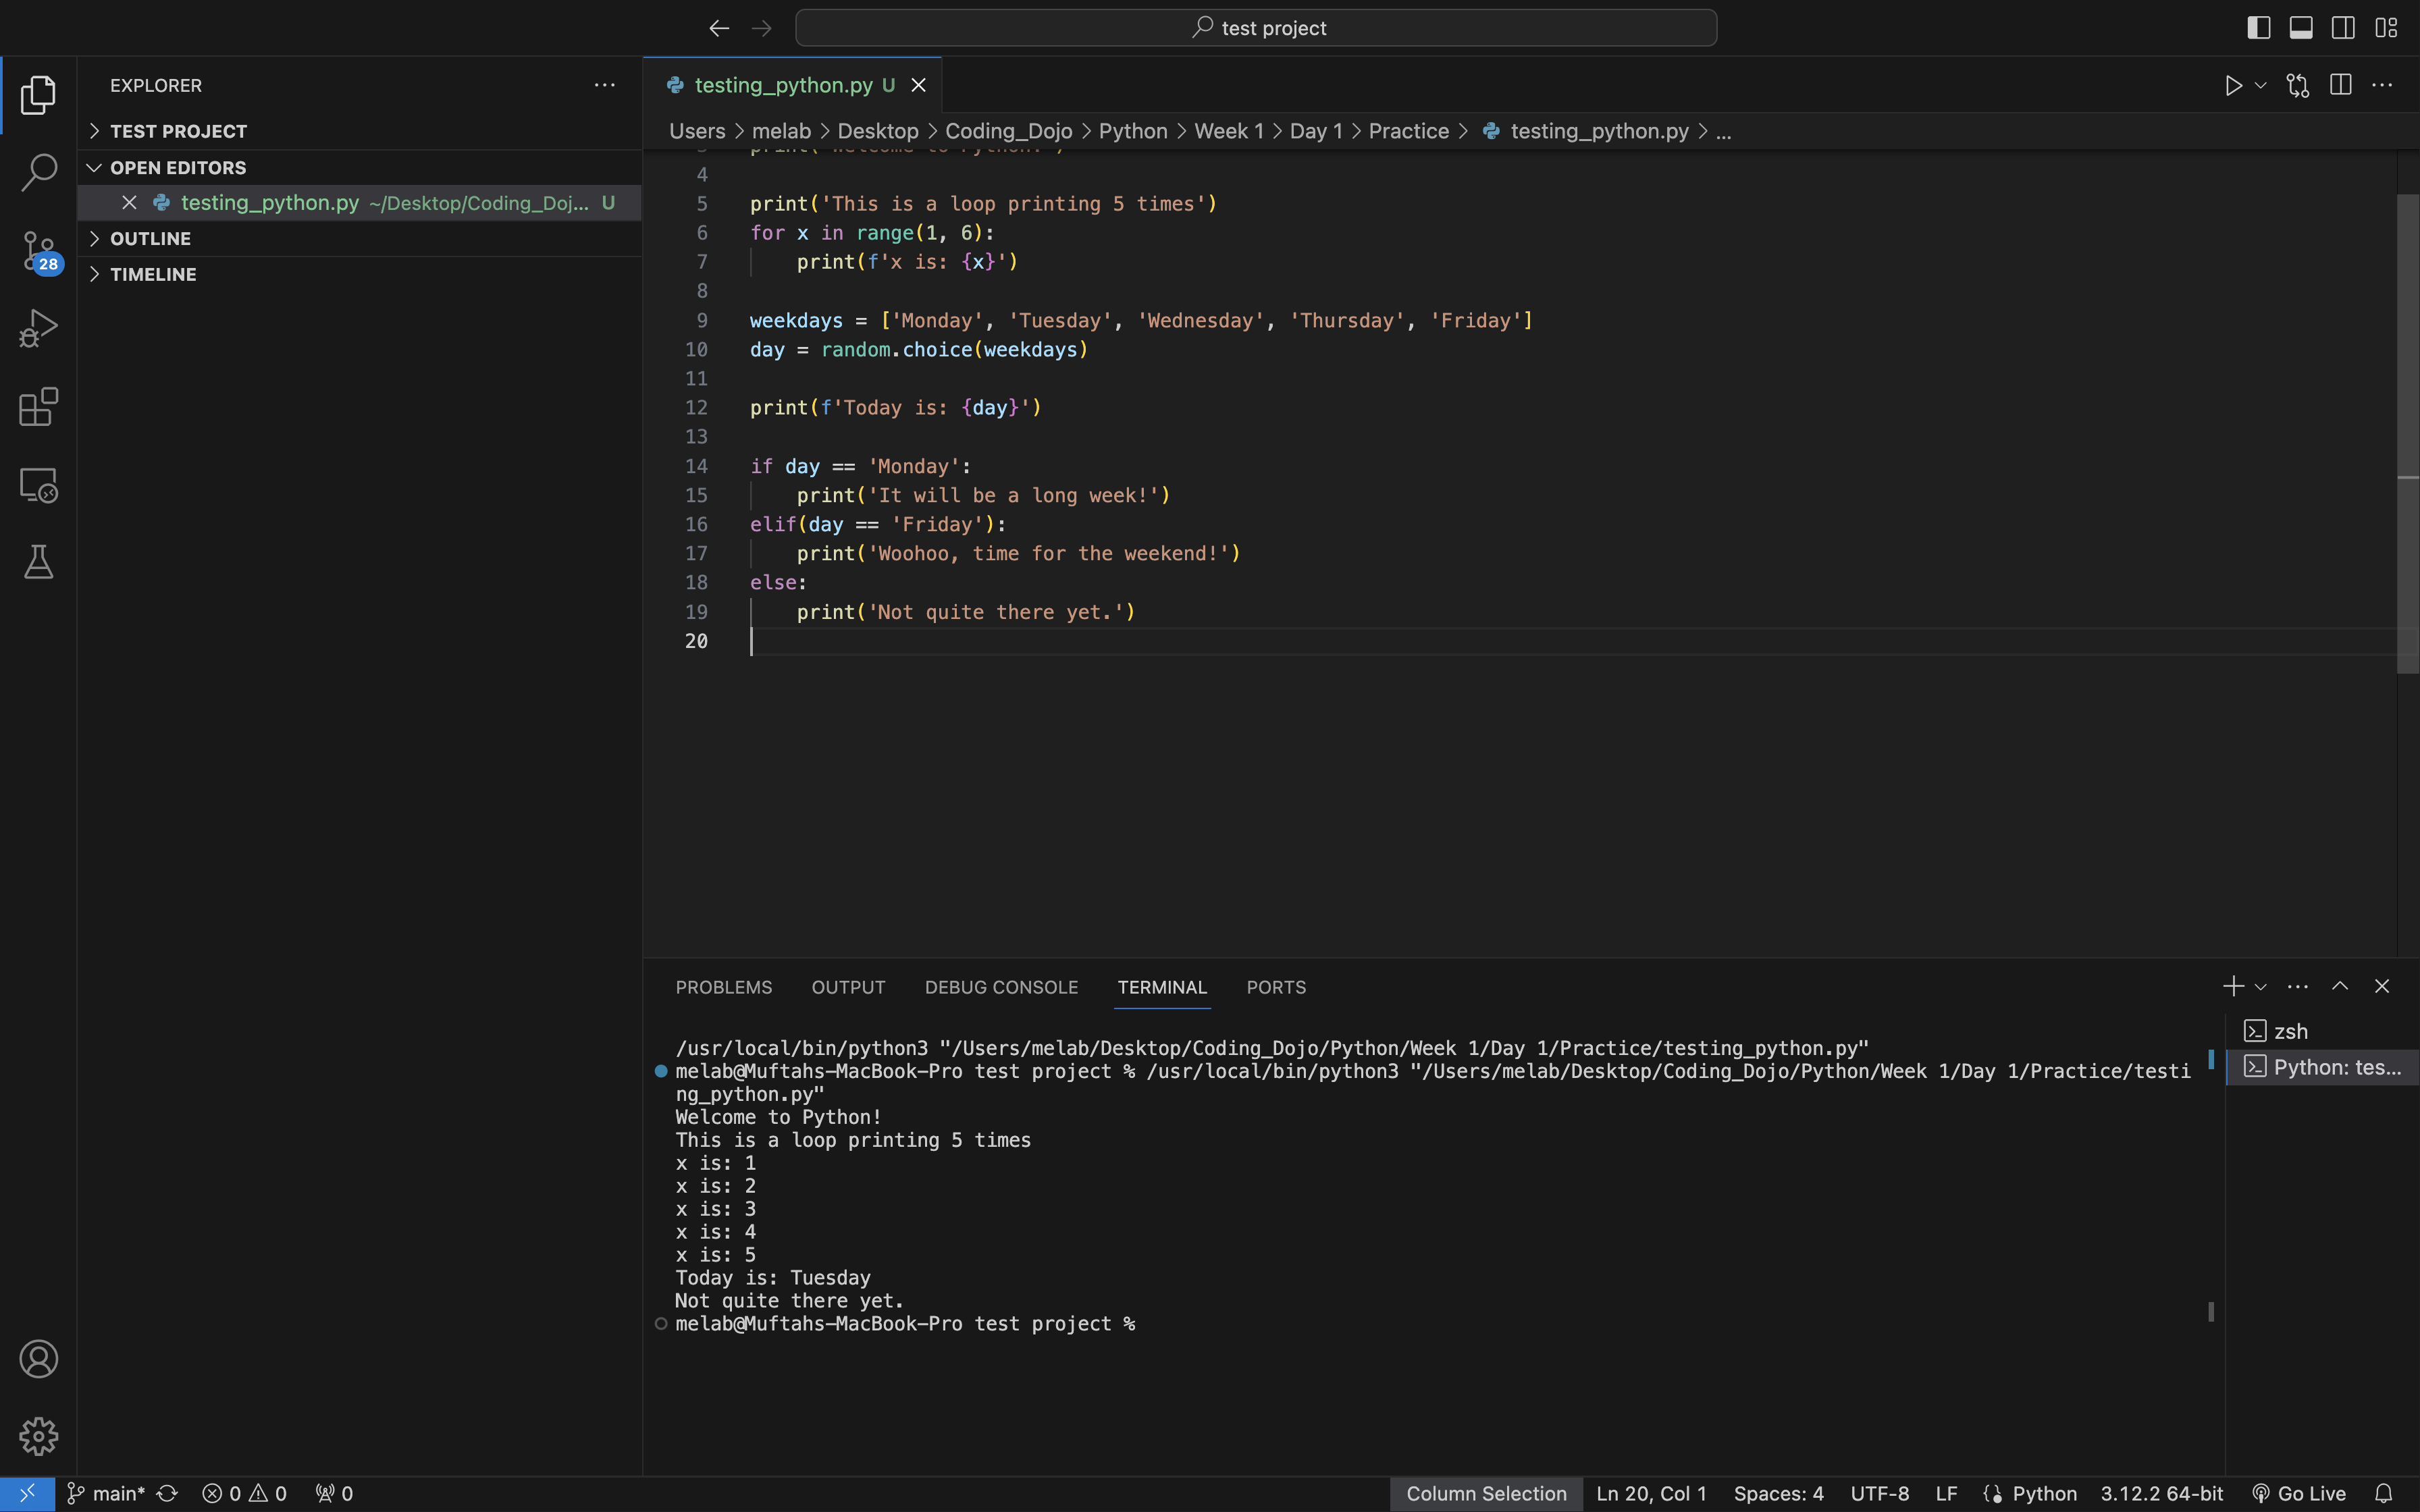 test project
EXPLORER
TEST PROJECT
OPEN EDITORS
testing_python.py ~/Desktop/Coding_Doj... U
OUTLINE
TIMELINE
28
testing_python.py U
Users > melab > Desktop > Coding_Dojo > Python > Week 1 > Day 1 > Practice > testing_python.py > ...
4
5 print('This is a loop printing 5 times')
6 for x in range(1, 6):
7     print(f'x is: {x}')
8
9 weekdays = ['Monday', 'Tuesday', 'Wednesday', 'Thursday', 'Friday']
10 day = random.choice(weekdays)
11
12 print(f'Today is: {day}')
13
14 if day == 'Monday':
15     print('It will be a long week!')
16 elif(day == 'Friday'):
17     print('Woohoo, time for the weekend!')
18 else:
19     print('Not quite there yet.')
20
PROBLEMS OUTPUT DEBUG CONSOLE TERMINAL PORTS
/usr/local/bin/python3 "/Users/melab/Desktop/Coding_Dojo/Python/Week 1/Day 1/Practice/testing_python.py"
melab@Muftahs-MacBook-Pro test project % /usr/local/bin/python3 "/Users/melab/Desktop/Coding_Dojo/Python/Week 1/Day 1/Practice/testi
ng_python.py"
Welcome to Python!
This is a loop printing 5 times
x is: 1
x is: 2
x is: 3
x is: 4
x is: 5
Today is: Tuesday
Not quite there yet.
melab@Muftahs-MacBook-Pro test project %
zsh
Python: tes...
main* 0 0 0 Column Selection Ln 20, Col 1 Spaces: 4 UTF-8 LF Python 3.12.2 64-bit Go Live